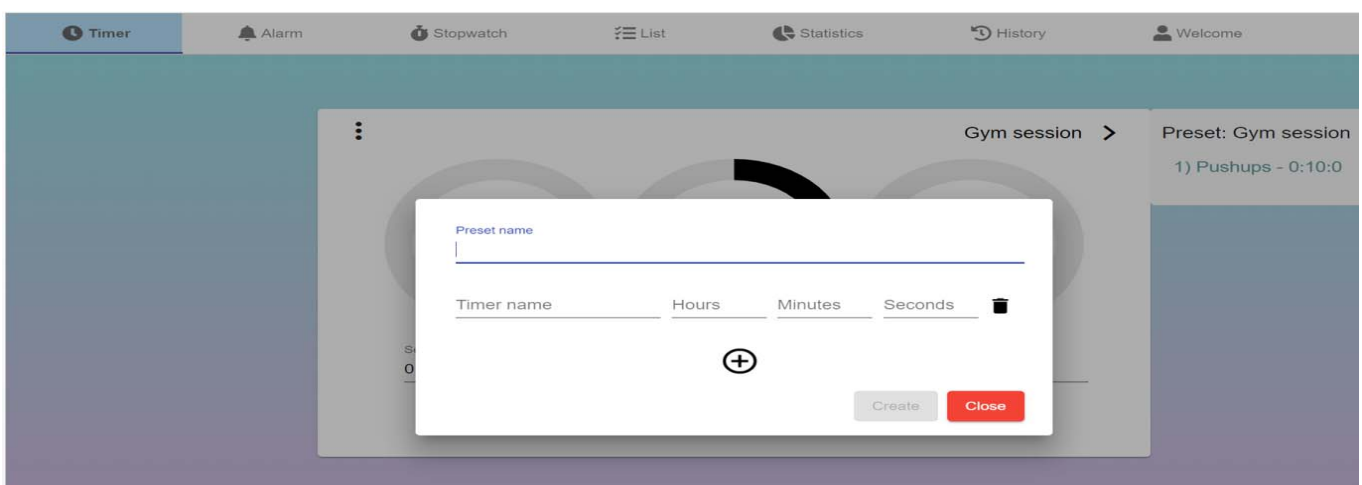 Timer Alarm Stopwatch List Statistics History Welcome
Gym session
Preset: Gym session
1) Pushups - 0:10:0
Preset name
Timer name Hours Minutes Seconds
0
Create Close